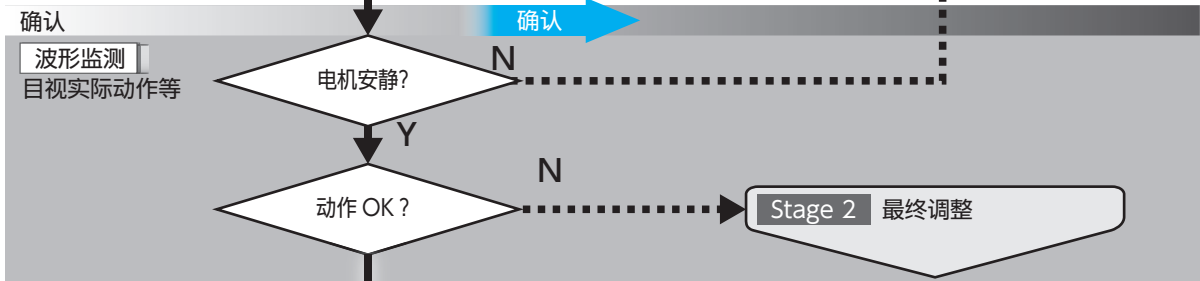 确认
确认
波形监测
目视实际动作等
电机安静?
N
Y
动作 OK ?
N
Stage 2 最终调整